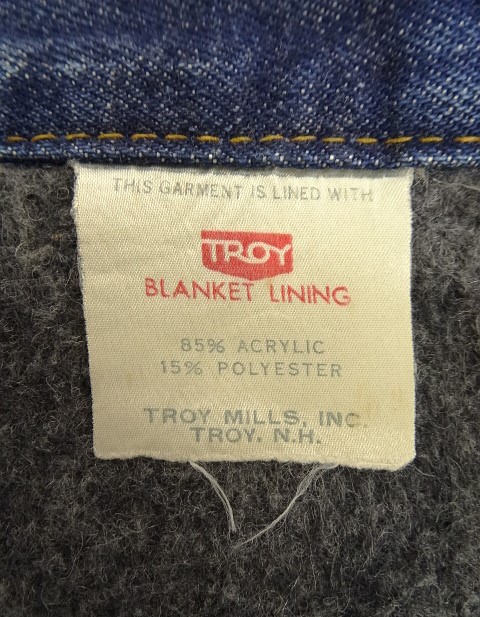 THIS GARMENT IS LINED WITH
TROY
BLANKET LINING
85% ACRYLIC
15% POLYESTER
TROY MILLS, INC.
TROY. N.H.